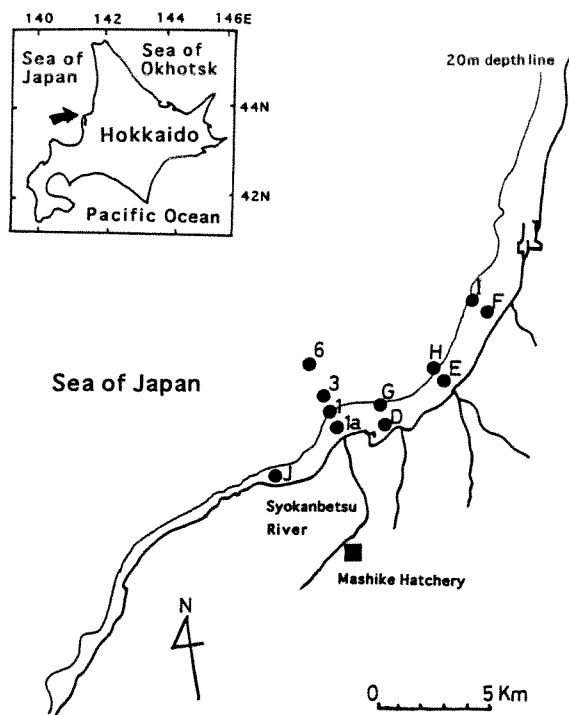 140 142 144 146E
Sea of
Japan
Sea of
Okhotsk
44N
Hokkaido
42N
Pacific Ocean
20m depth line
I
F
6
H
E
Sea of Japan
3
1
G
1a
D
J
Syokanbetsu
River
Mashike Hatchery
N
0 5 Km